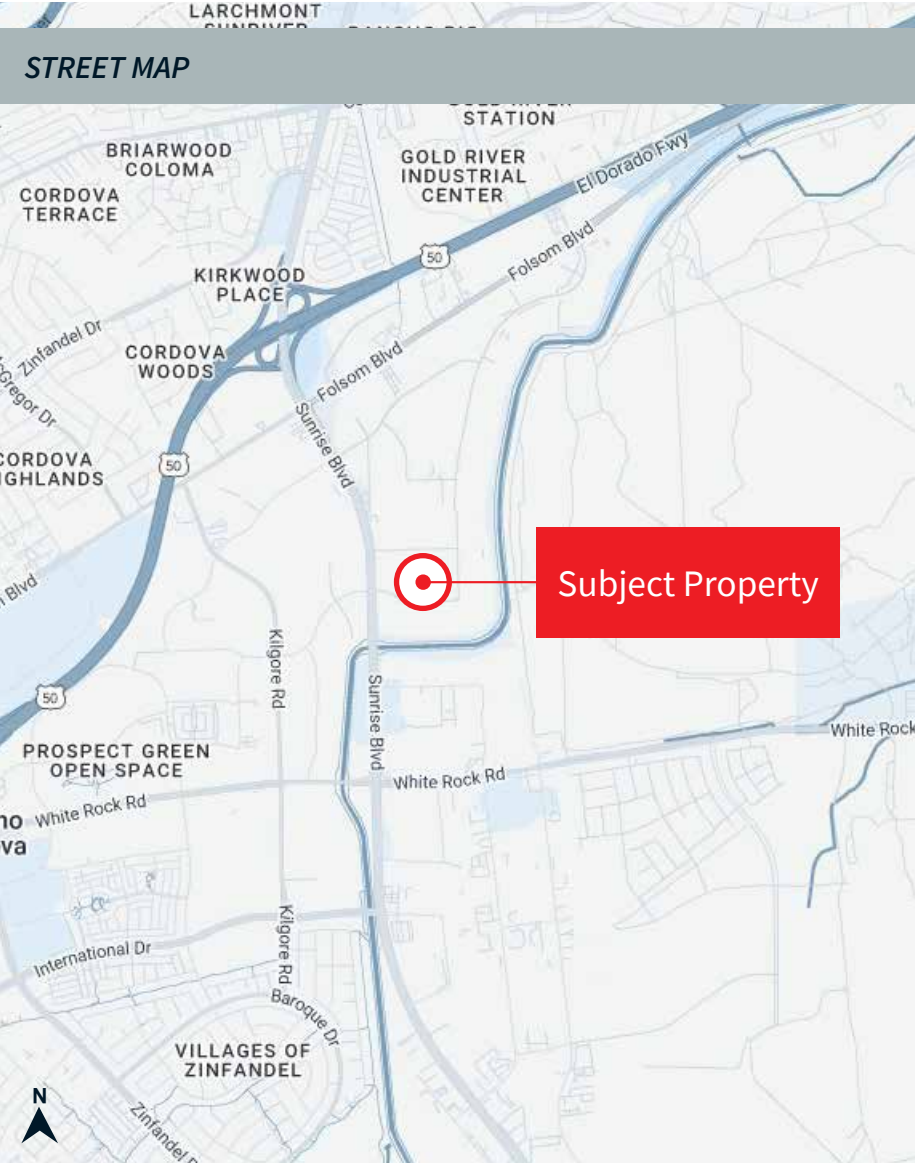 LARCHMONT
STREET MAP
STATION
BRIARWOOD
COLOMA
GOLD RIVER
INDUSTRIAL
CENTER
El Dorado Fwy
CORDOVA
TERRACE
50
Folsom Blvd
KIRKWOOD
PLACE
Zinfandel Dr
CORDOVA
WOODS
Folsom Blvd
Gregor Dr
Sunrise Blvd
CORDOVA
IGHLANDS
50
Subject Property
Blvd
Kilgore Rd
Sunrise Blvd
50
White Rock
PROSPECT GREEN
OPEN SPACE
White Rock Rd
White Rock Rd
no
va
Kilgore Rd
International Dr
Baroque Dr
VILLAGES OF
ZINFANDEL
N
Zinfandel